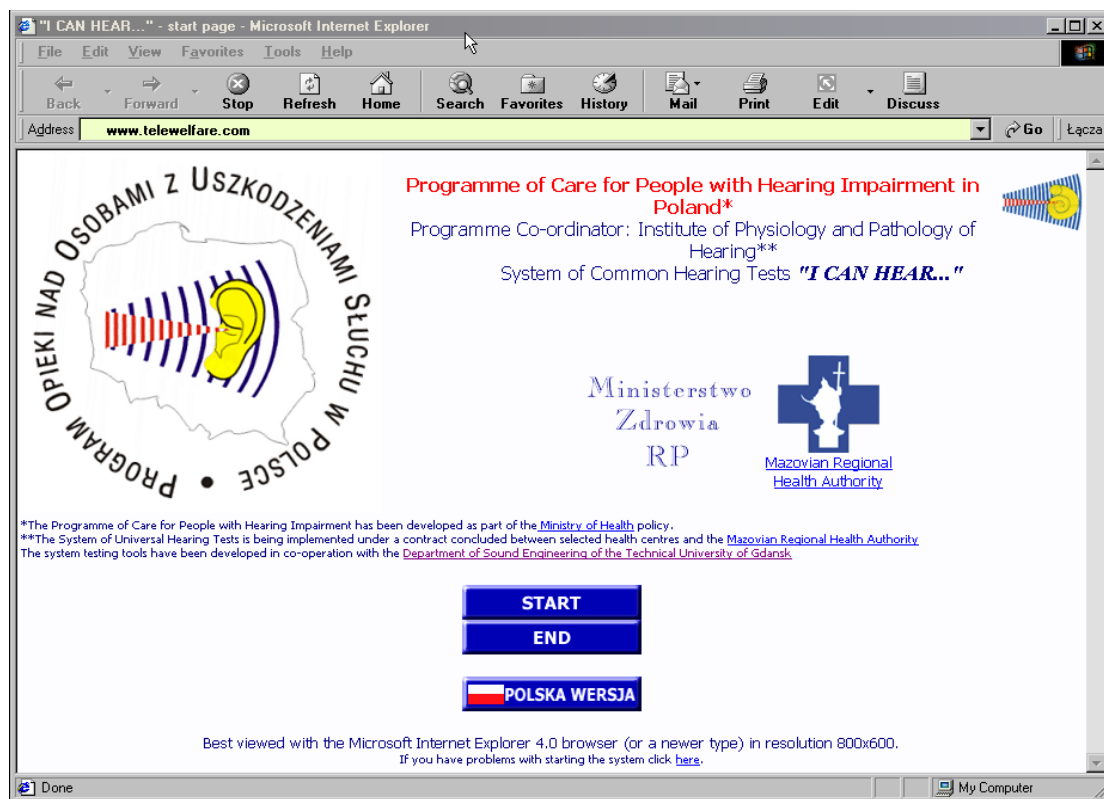 "I CAN HEAR..." - start page - Microsoft Internet Explorer
File Edit View Favorites Tools Help
Back Forward Stop Refresh Home Search Favorites History Mail Print Edit Discuss
Address www.telewelfare.com Go Łącza
PROGRAM OPIEKI NAD OSOBAMI Z USZKODZENIAMI SŁUCHU W POLSCE •
Programme of Care for People with Hearing Impairment in
Poland*
Programme Co-ordinator: Institute of Physiology and Pathology of
Hearing**
System of Common Hearing Tests "I CAN HEAR..."
Ministerstwo
Zdrowia
RP
Mazovian Regional
Health Authority
*The Programme of Care for People with Hearing Impairment has been developed as part of the Ministry of Health policy.
**The System of Universal Hearing Tests is being implemented under a contract concluded between selected health centres and the Mazovian Regional Health Authority
The system testing tools have been developed in co-operation with the Department of Sound Engineering of the Technical University of Gdansk
START
END
POLSKA WERSJA
Best viewed with the Microsoft Internet Explorer 4.0 browser (or a newer type) in resolution 800x600.
If you have problems with starting the system click here.
Done My Computer